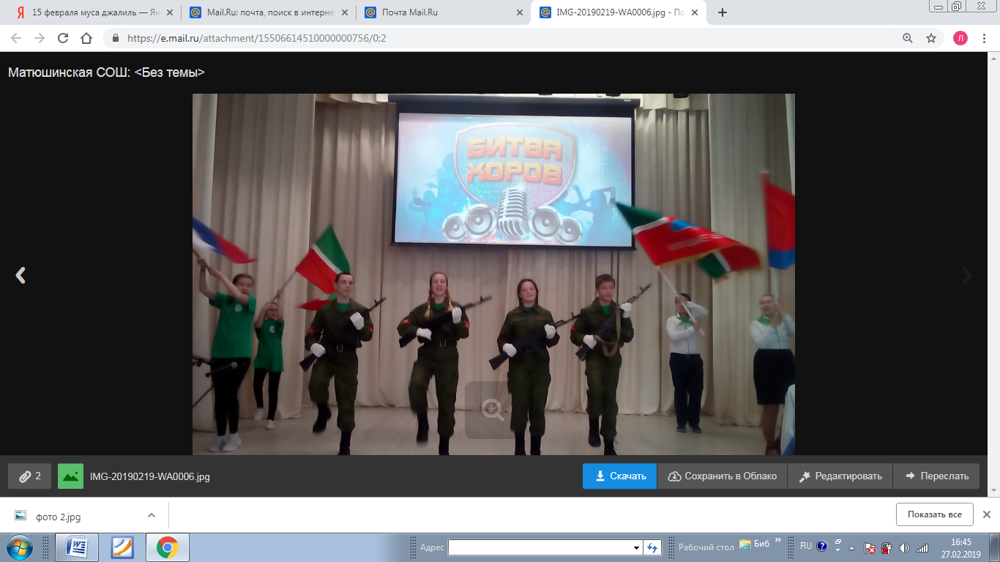 15 февраля муса джалиль — Ян
Mail.Ru: почта, поиск в интерне
Почта Mail.Ru
IMG-20190219-WA0006.jpg - По
https://e.mail.ru/attachment/15506614510000000756/0;2
Л
Матюшинская СОШ: <Без темы>
БИТВА
ХОРОВ
2
IMG-20190219-WA0006.jpg
Скачать
Сохранить в Облако
Редактировать
Переслать
фото 2.jpg
Показать все
Адрес
Рабочий стол
Биб
RU
16:45
27.02.2019